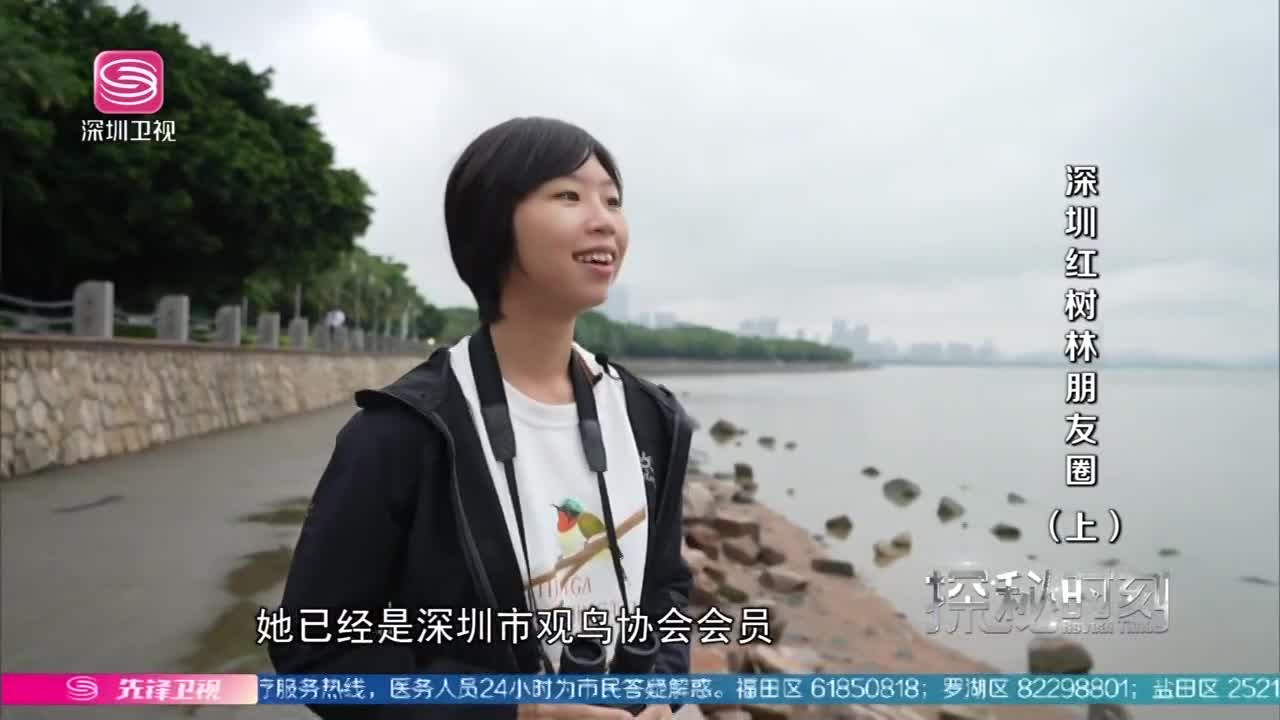 深圳卫视
深圳红树林朋友圈
（上）
探秘时刻
她已经是深圳市观鸟协会会员
先锋卫视
疗服务热线，医务人员24小时为市民答疑解惑。福田区 61850818；罗湖区 82298801；盐田区 2521